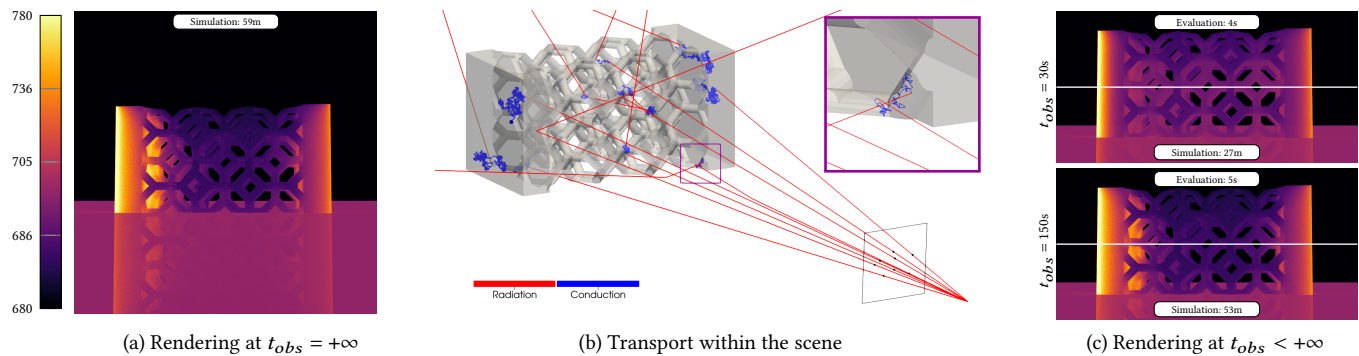 780
736
705
686
680
Simulation: 59m
(a) Rendering at t_obs = +∞
Radiation
Conduction
(b) Transport within the scene
t_obs = 30s
Evaluation: 4s
Simulation: 27m
t_obs = 150s
Evaluation: 5s
Simulation: 53m
(c) Rendering at t_obs < +∞